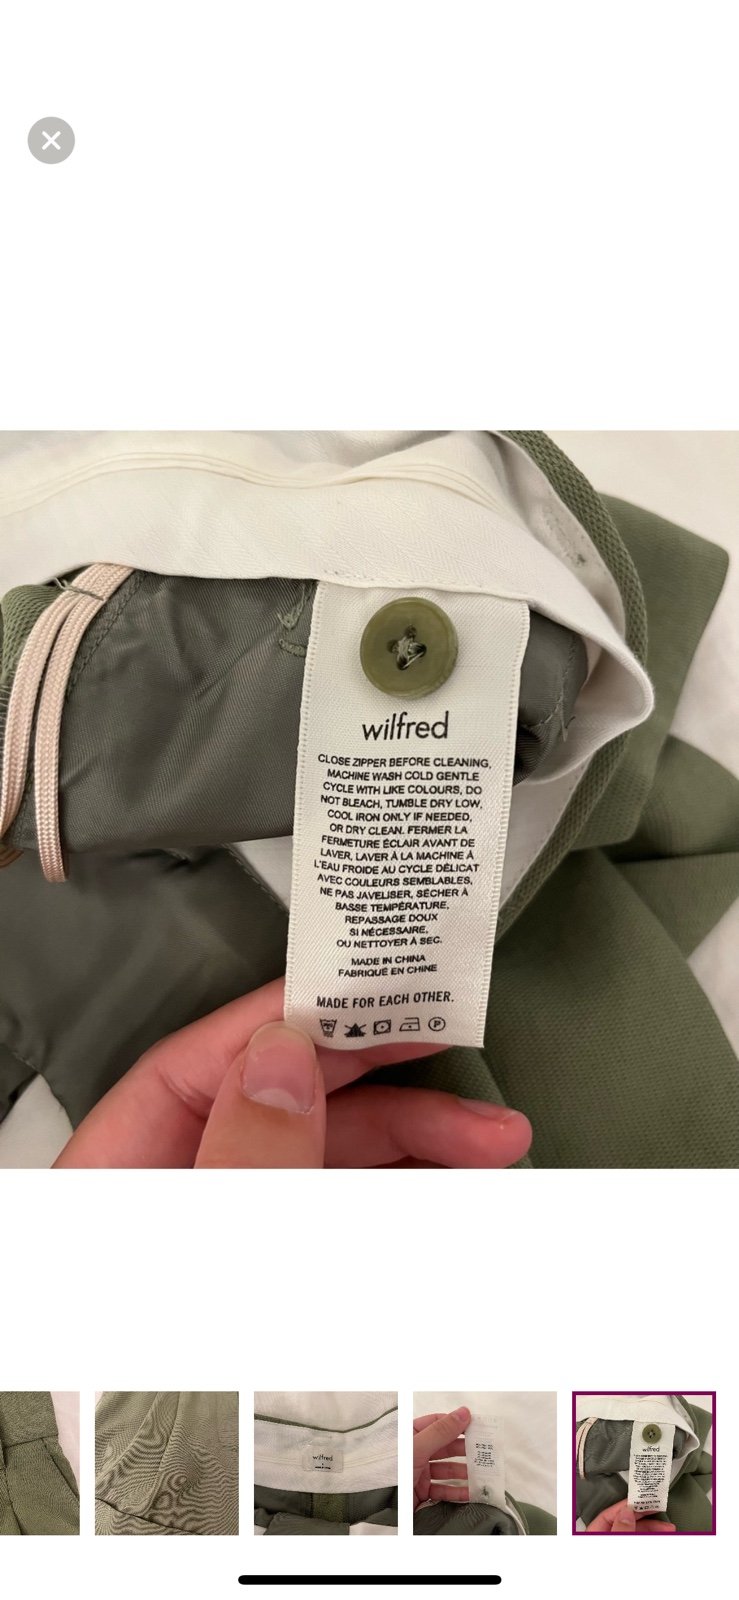 wilfred
CLOSE ZIPPER BEFORE CLEANING,
MACHINE WASH COLD GENTLE
CYCLE WITH LIKE COLOURS, DO
NOT BLEACH, TUMBLE DRY LOW,
COOL IRON ONLY IF NEEDED,
OR DRY CLEAN. FERMER LA
FERMETURE ÉCLAIR AVANT DE
LAVER, LAVER À LA MACHINE À
L'EAU FROIDE AU CYCLE DÉLICAT
AVEC COULEURS SEMBLABLES,
NE PAS JAVELISER, SÉCHER À
BASSE TEMPÉRATURE,
REPASSAGE DOUX
SI NÉCESSAIRE,
OU NETTOYER À SEC.
MADE IN CHINA
FABRIQUÉ EN CHINE
MADE FOR EACH OTHER.
P
wilfred
wilfred